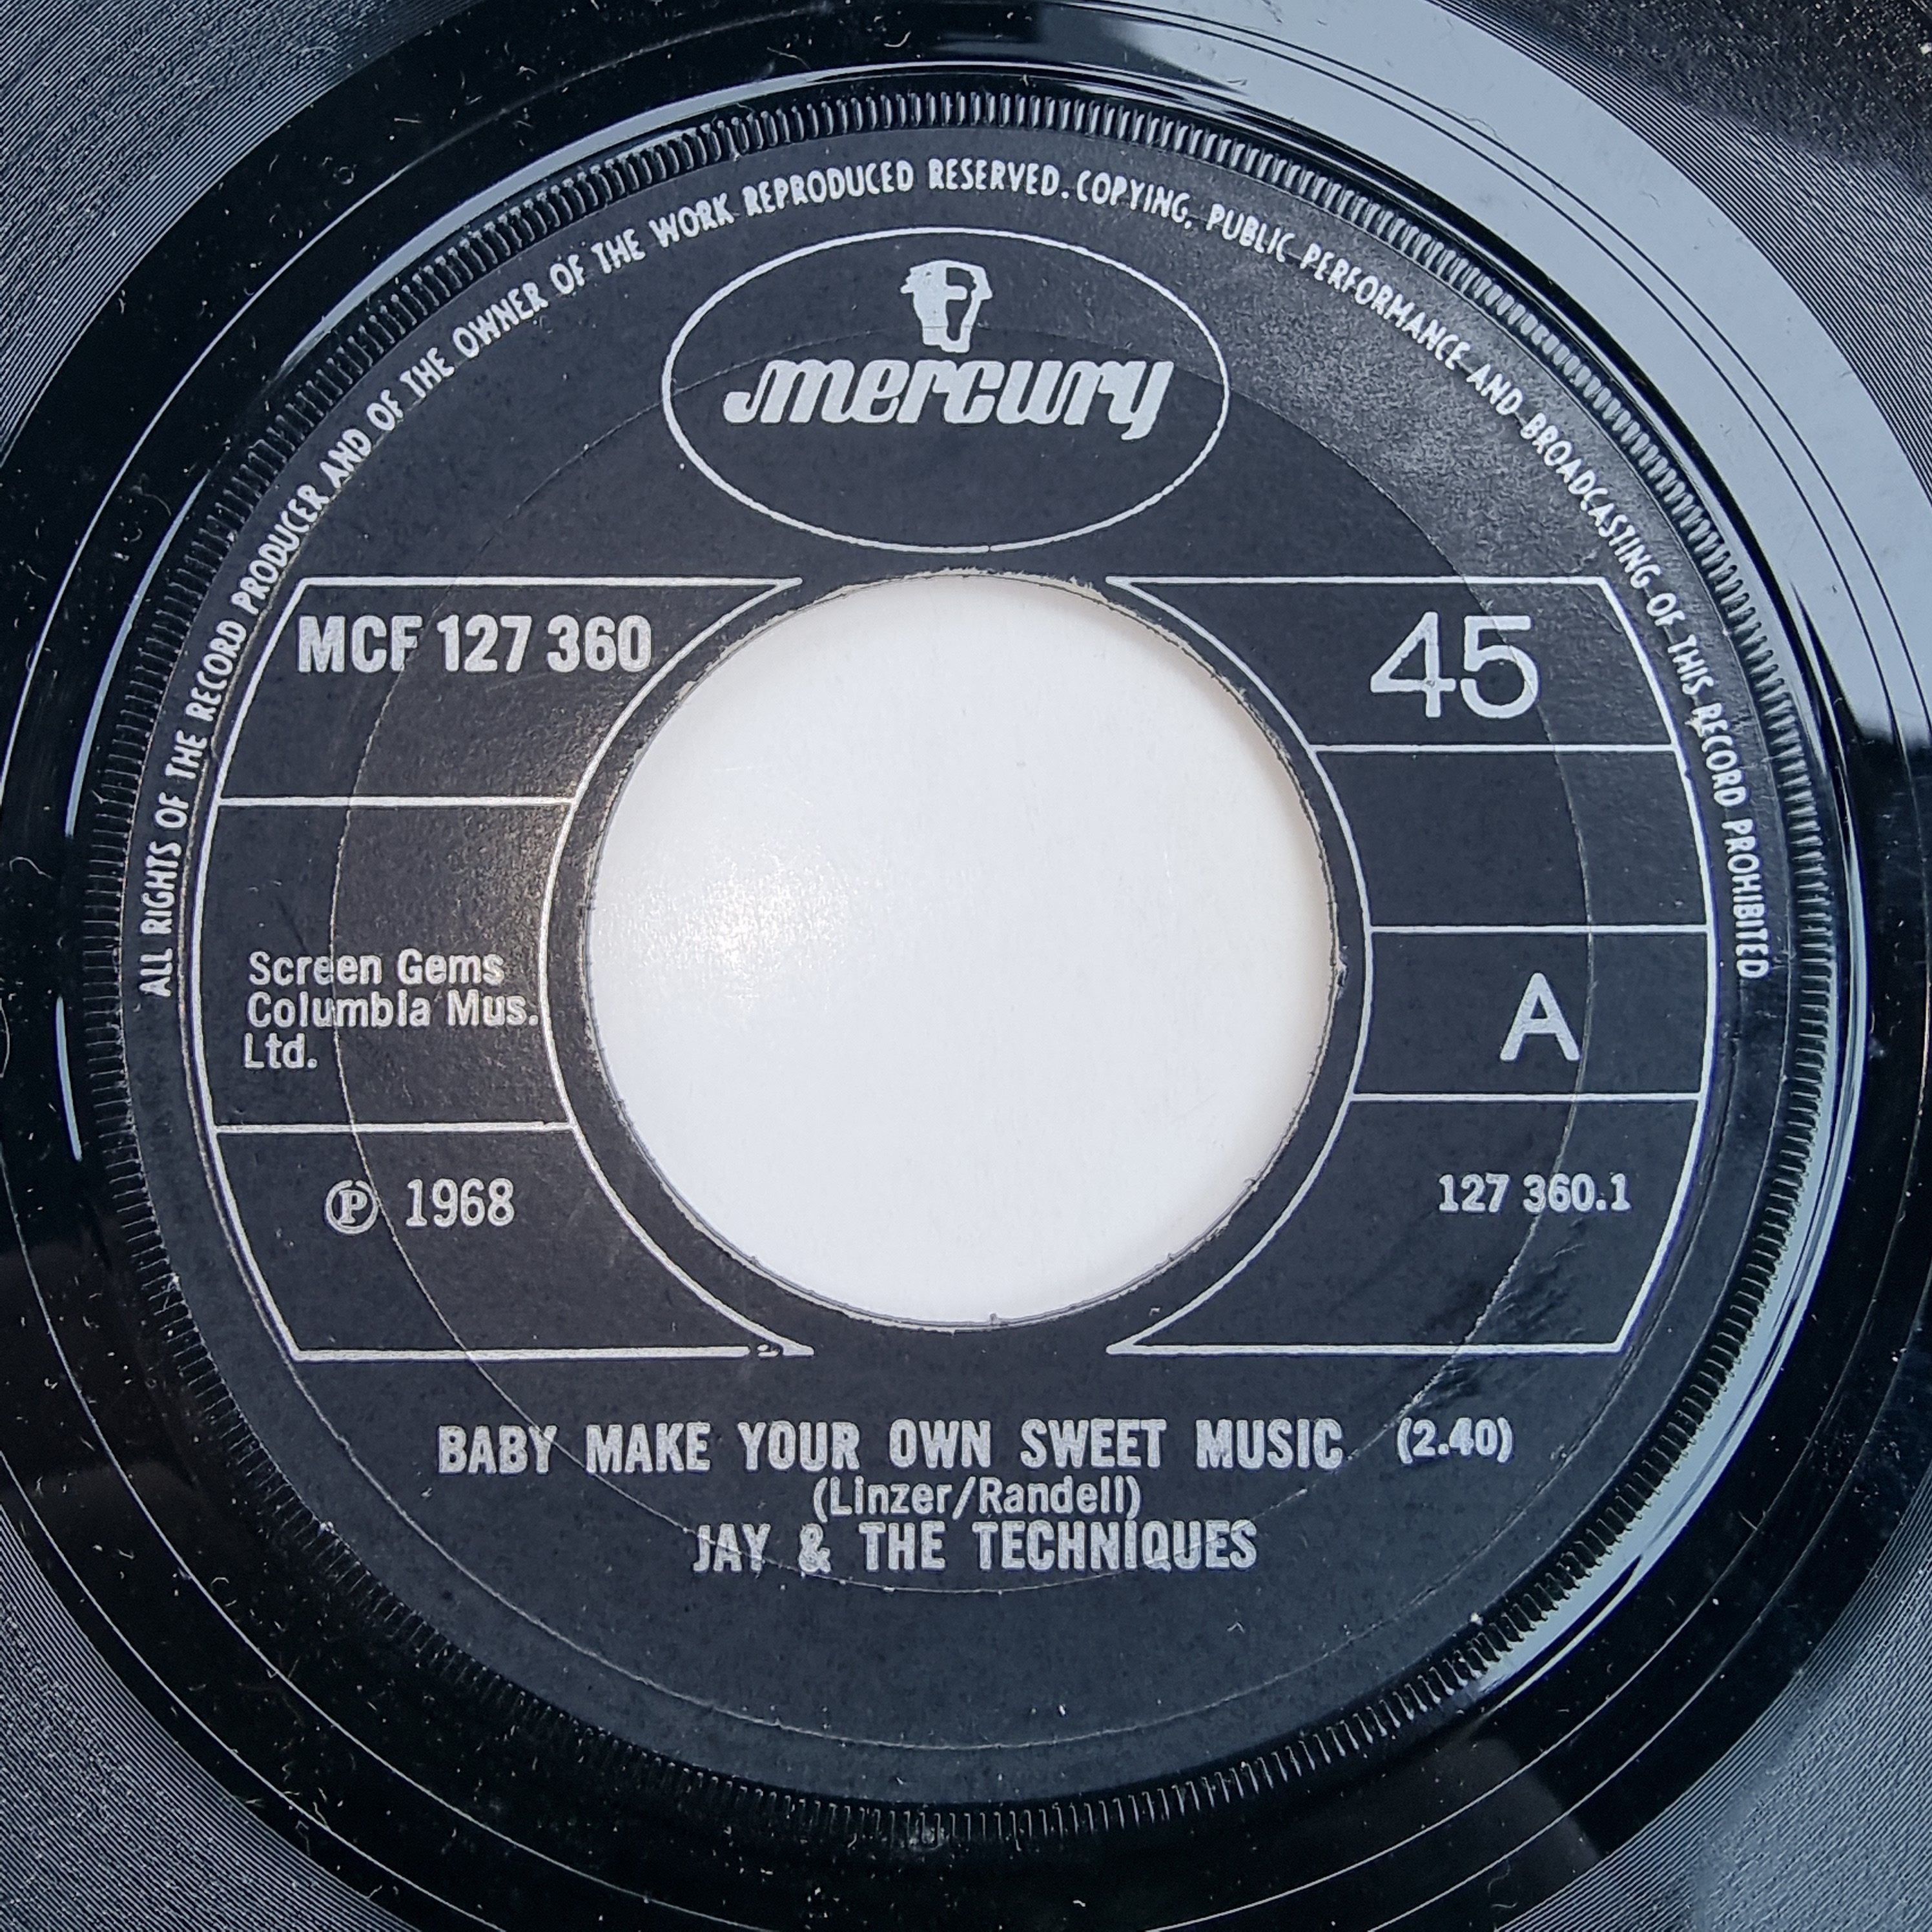 ALL RIGHTS OF THE RECORD PRODUCER AND OF THE OWNER OF THE WORK REPRODUCED RESERVED. COPYING, PUBLIC PERFORMANCE AND BROADCASTING OF THIS RECORD PROHIBITED
mercury
MCF 127 360
45
Screen Gems
Columbia Mus.
Ltd.
A
℗ 1968
127 360.1
BABY MAKE YOUR OWN SWEET MUSIC (2.40)
(Linzer/Randell)
JAY & THE TECHNIQUES